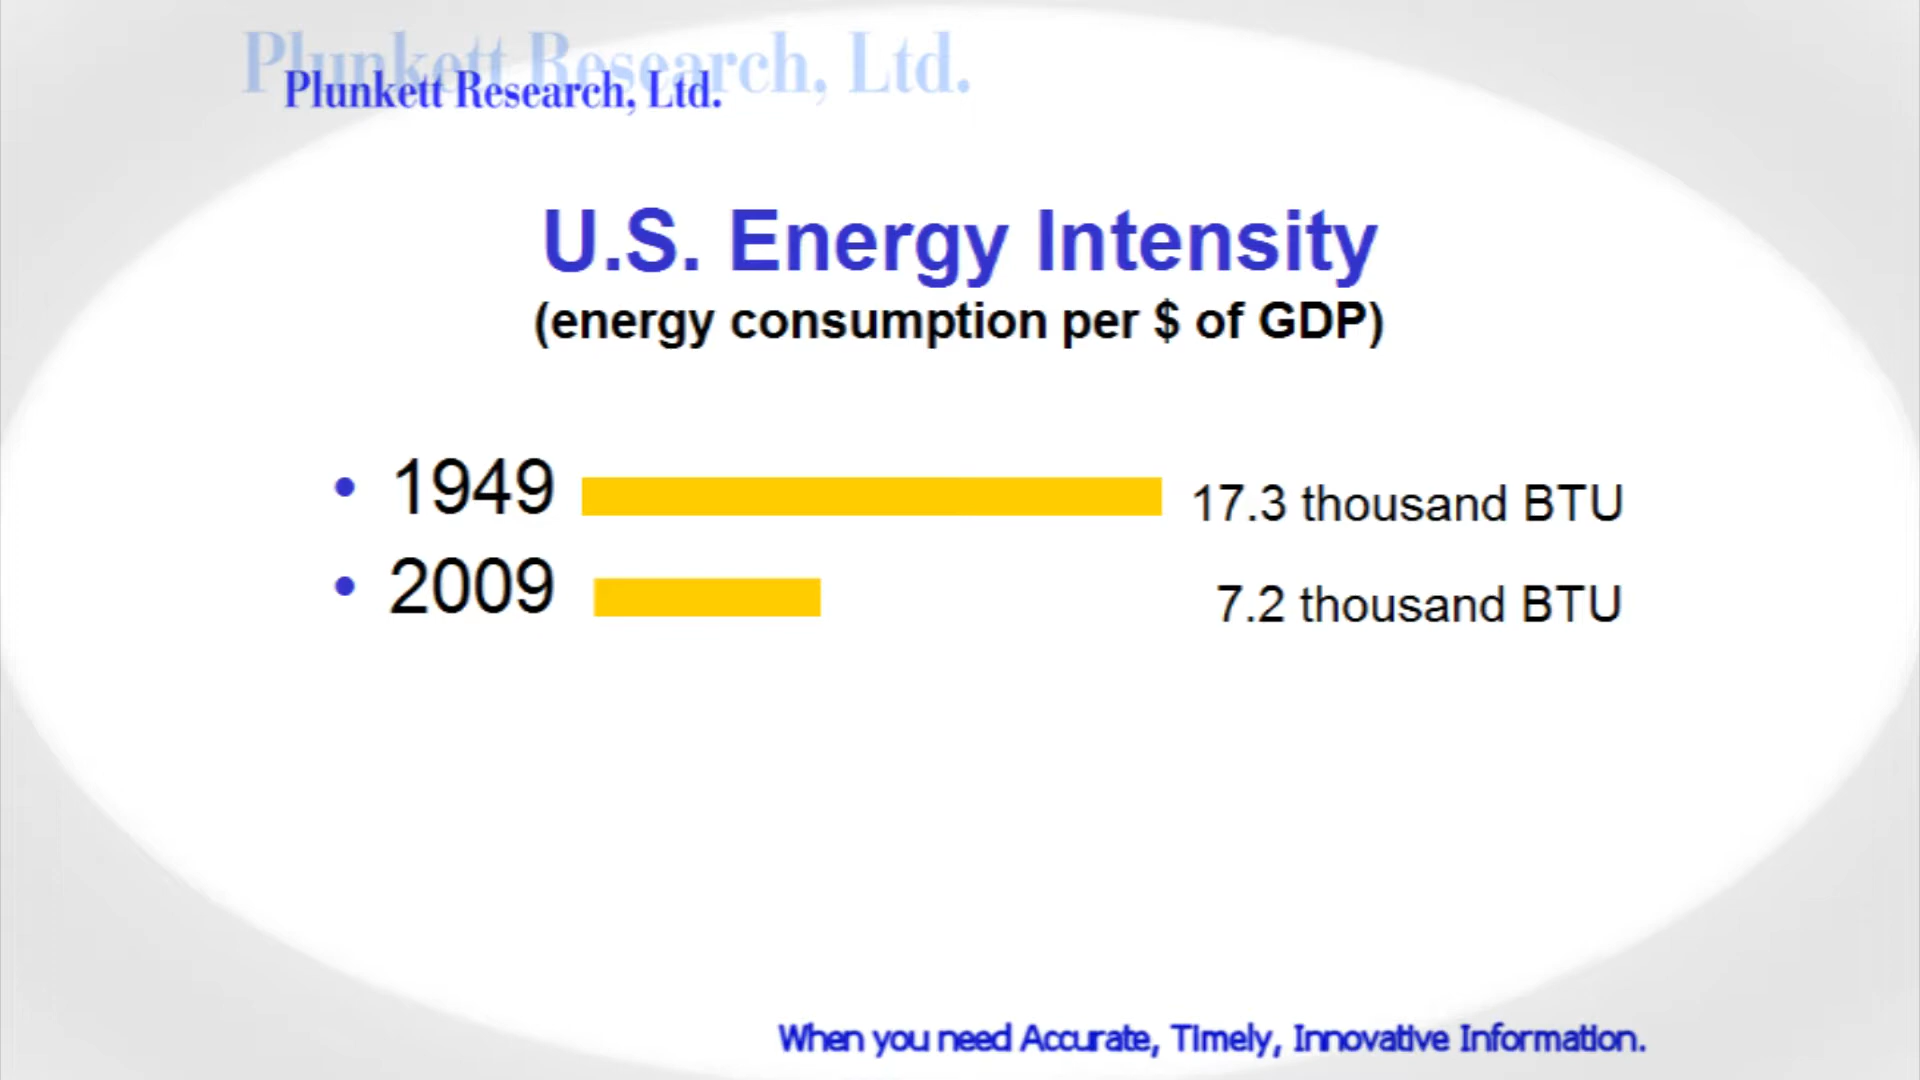 Plunkett Research, Ltd.
Plunkett Research, Ltd.
U.S. Energy Intensity
(energy consumption per $ of GDP)
• 1949 17.3 thousand BTU
• 2009 7.2 thousand BTU
When you need Accurate, Timely, Innovative Information.